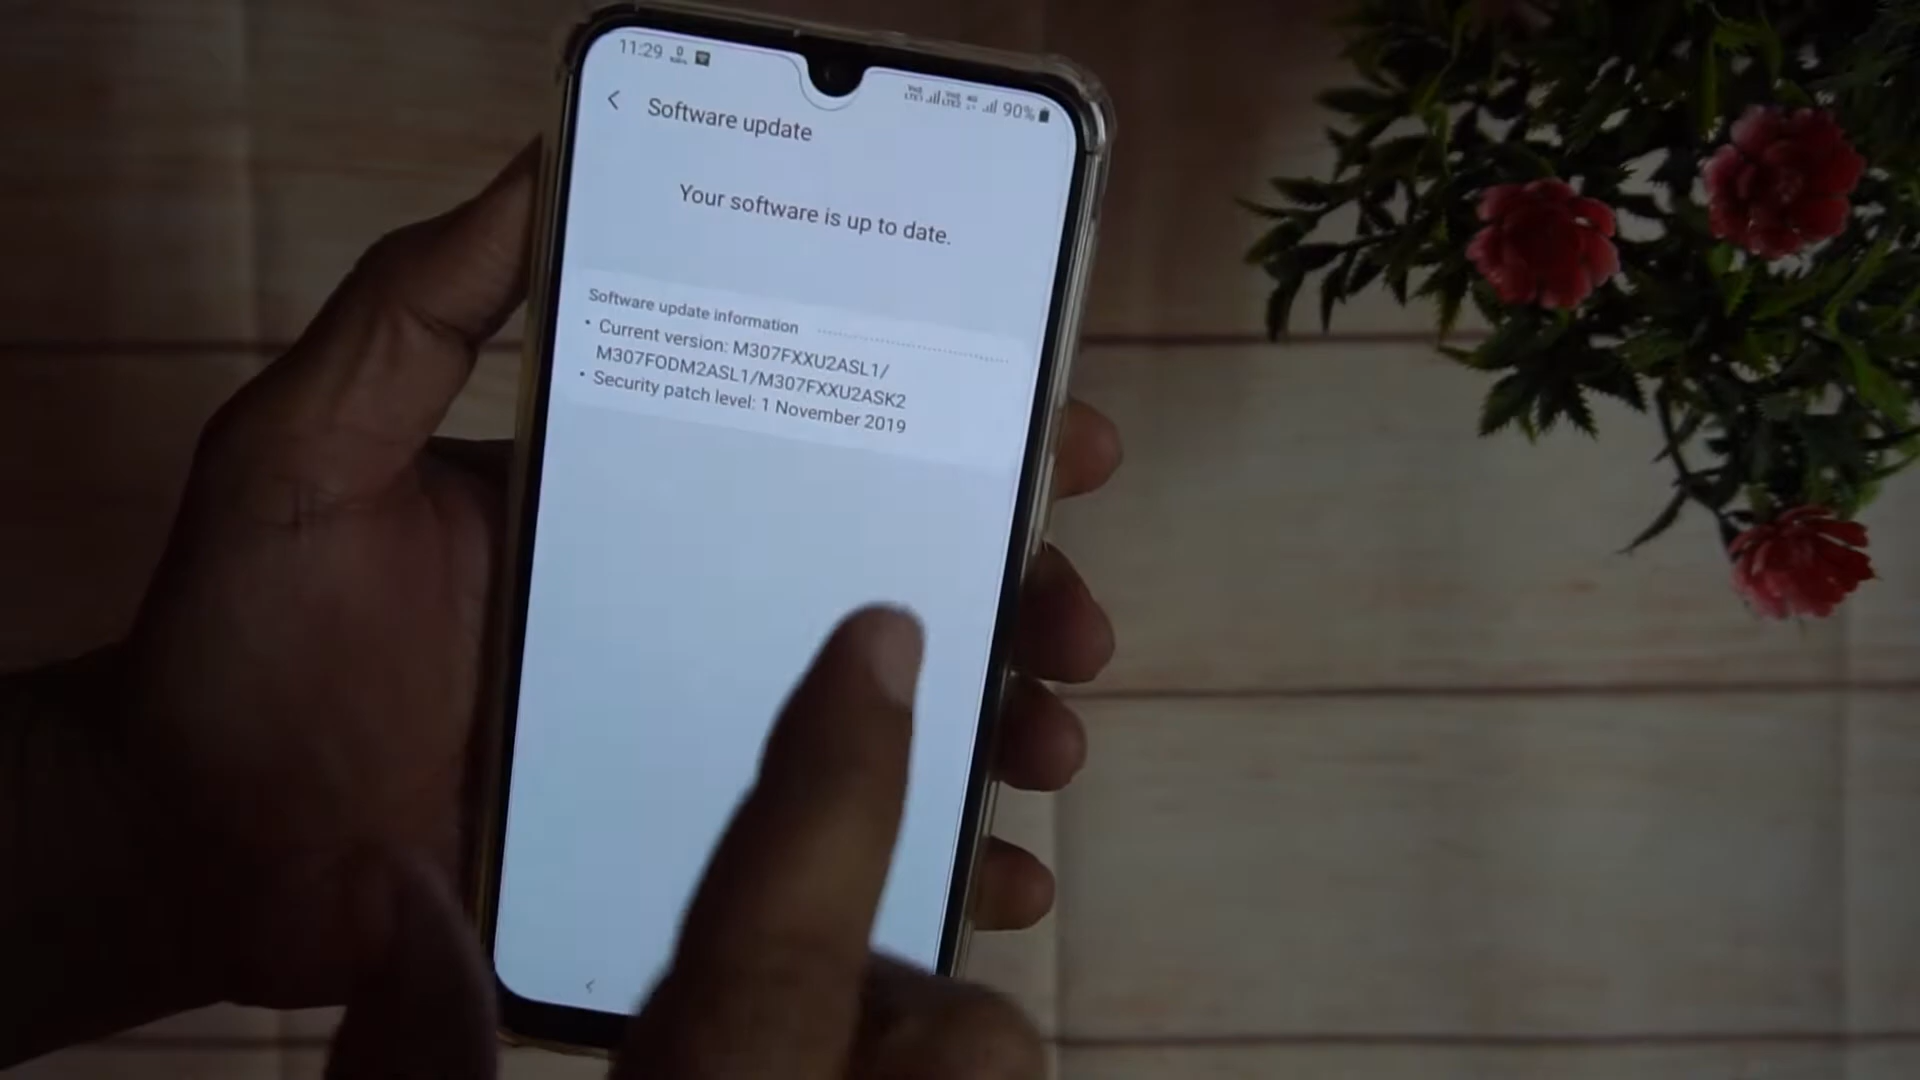 11:29
90%
Software update
Your software is up to date.
Software update information
• Current version: M307FXXU2ASL1/
M307FODM2ASL1/M307FXXU2ASK2
• Security patch level: 1 November 2019